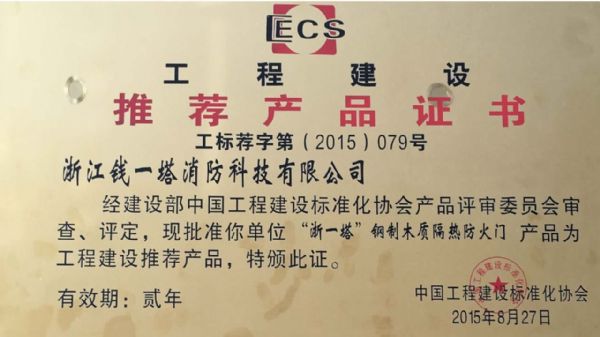 CECS
工程建设
推荐产品证书
工标荐字第（2015）079号
浙江钱一塔消防科技有限公司
经建设部中国工程建设标准化协会产品评审委员会审
查、评定，现批准你单位“浙一塔”钢制木质隔热防火门 产品为
工程建设推荐产品，特颁此证。
有效期：贰年
中国工程建设标准化协会
2015年8月27日